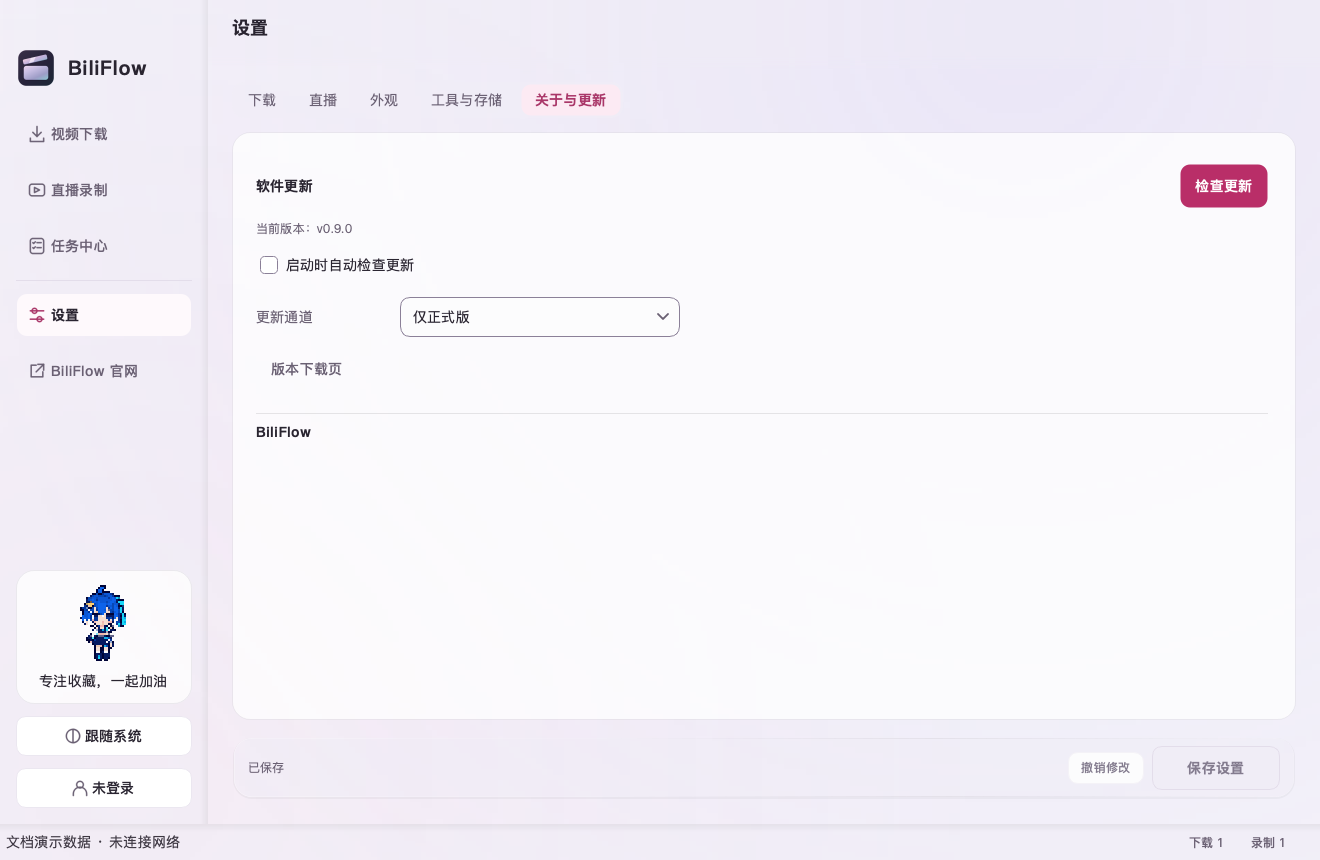 设置
BiliFlow
视频下载
直播录制
任务中心
设置
BiliFlow 官网
专注收藏，一起加油
跟随系统
未登录
下载 直播 外观 工具与存储 关于与更新
软件更新
检查更新
当前版本：v0.9.0
启动时自动检查更新
更新通道 仅正式版
版本下载页
BiliFlow
已保存 撤销修改 保存设置
文档演示数据 · 未连接网络 下载 1 录制 1